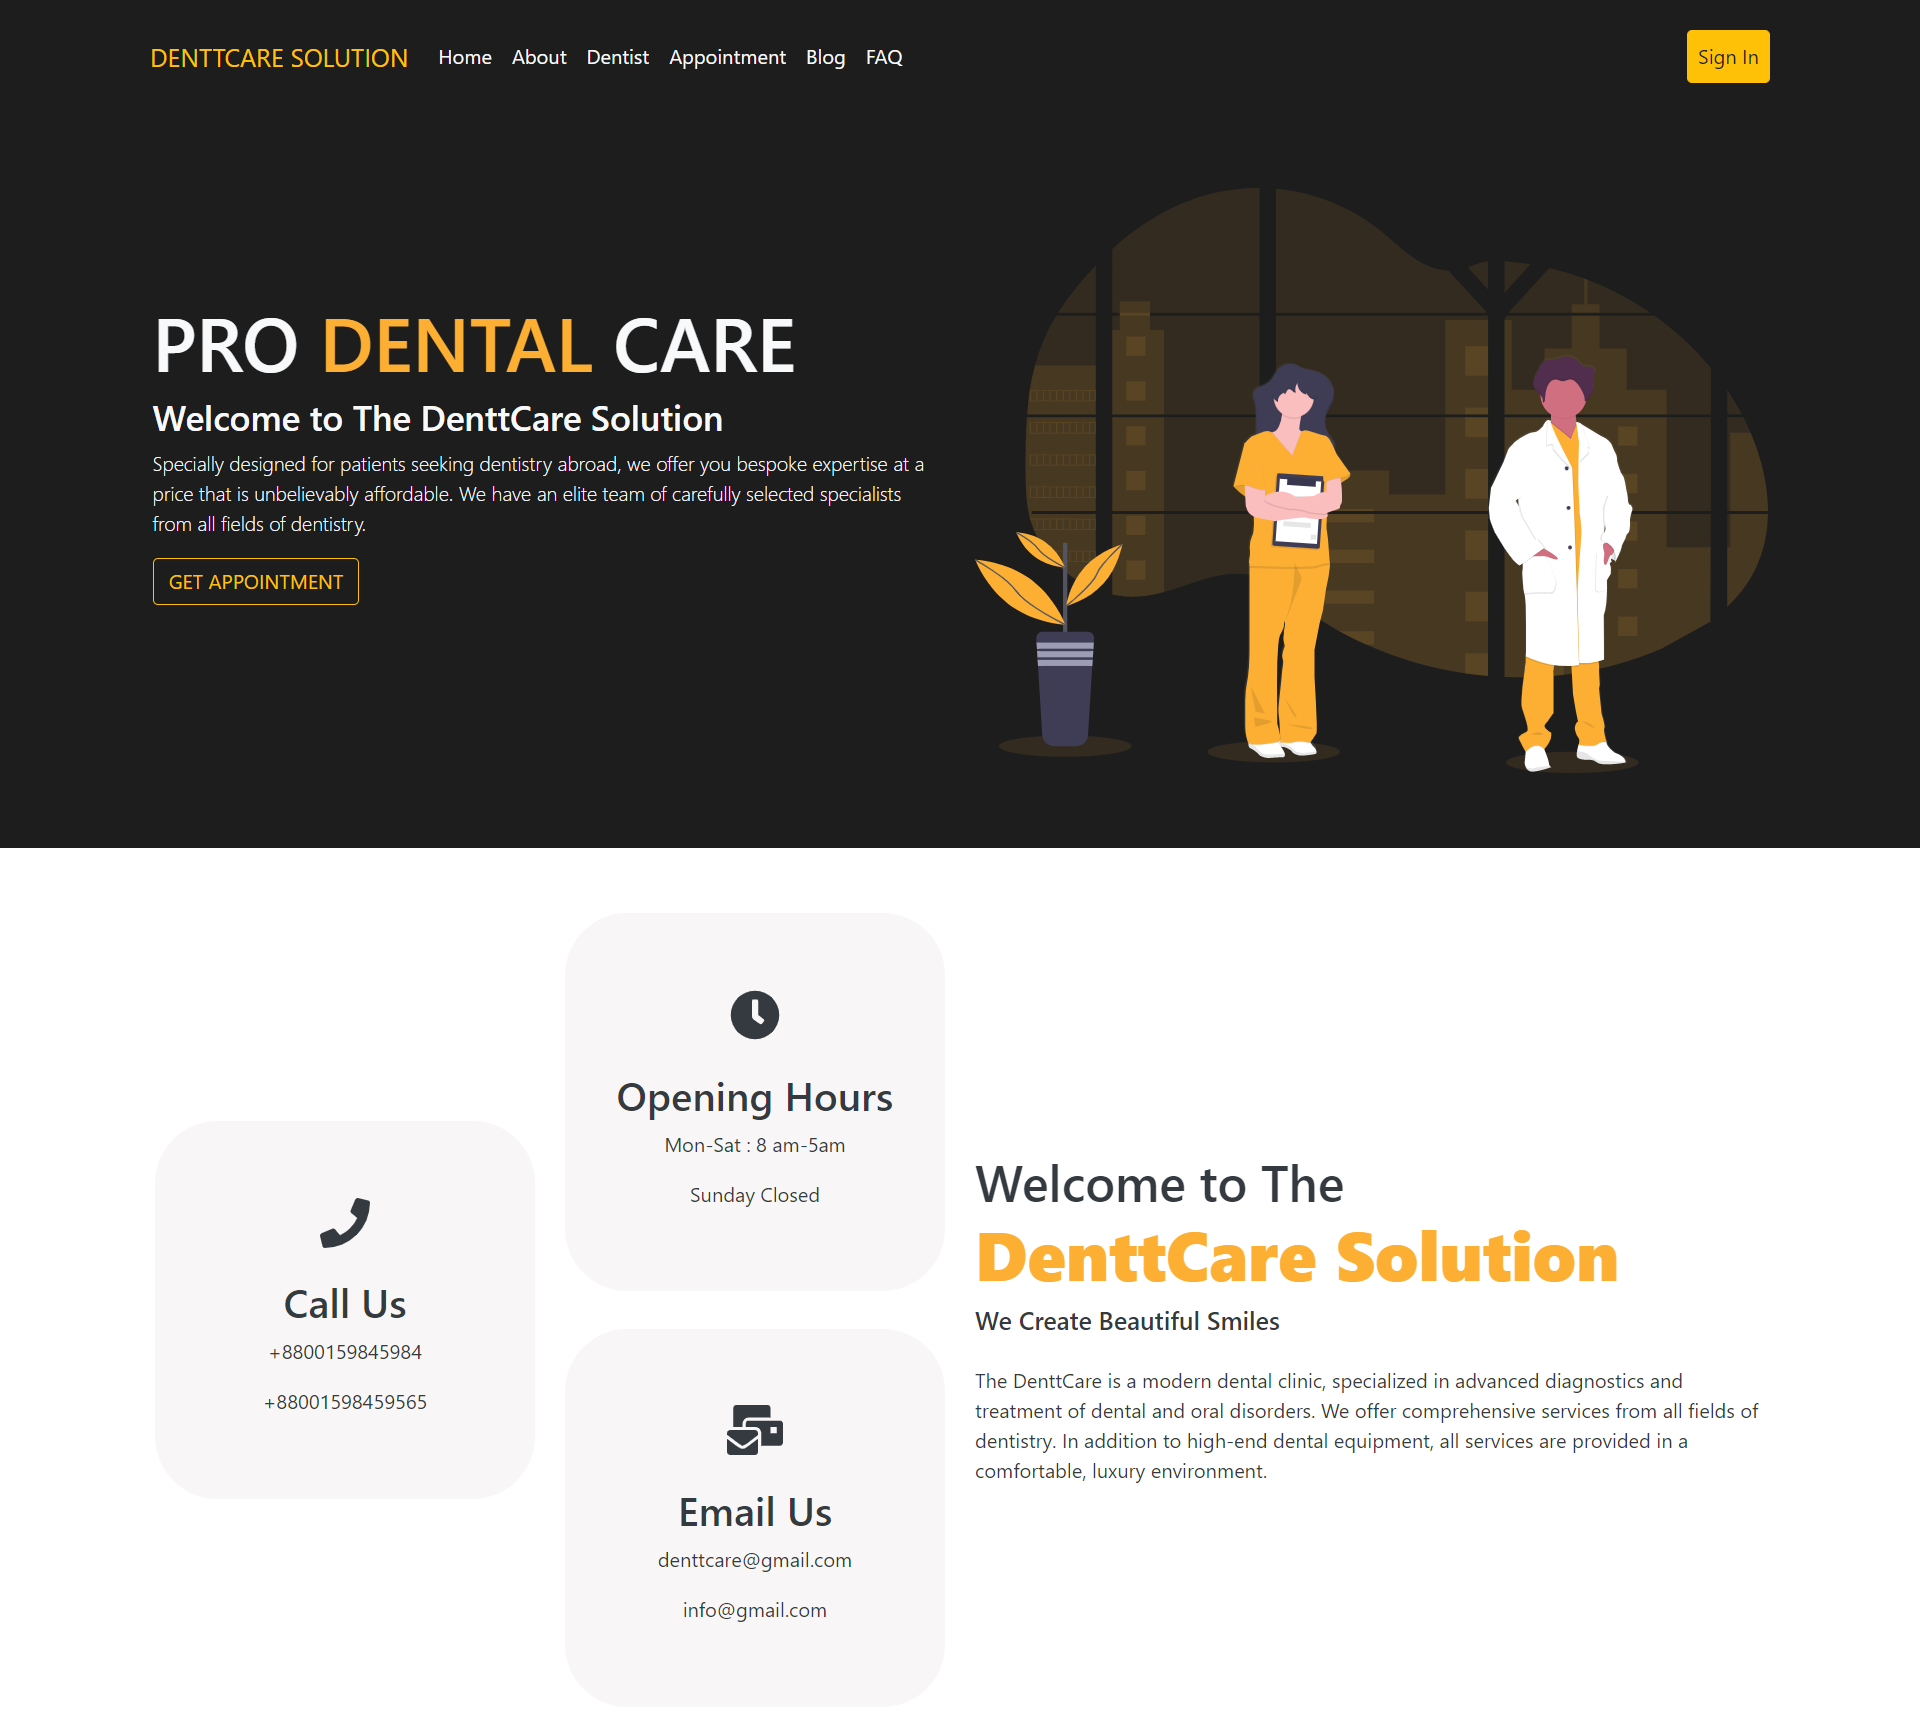 DENTTCARE SOLUTION
Home
About
Dentist
Appointment
Blog
FAQ
Sign In
PRO DENTAL CARE
Welcome to The DenttCare Solution
Specially designed for patients seeking dentistry abroad, we offer you bespoke expertise at a
price that is unbelievably affordable. We have an elite team of carefully selected specialists
from all fields of dentistry.
GET APPOINTMENT
Call Us
+8800159845984
+88001598459565
Opening Hours
Mon-Sat : 8 am-5am
Sunday Closed
Email Us
denttcare@gmail.com
info@gmail.com
Welcome to The
DenttCare Solution
We Create Beautiful Smiles
The DenttCare is a modern dental clinic, specialized in advanced diagnostics and
treatment of dental and oral disorders. We offer comprehensive services from all fields of
dentistry. In addition to high-end dental equipment, all services are provided in a
comfortable, luxury environment.